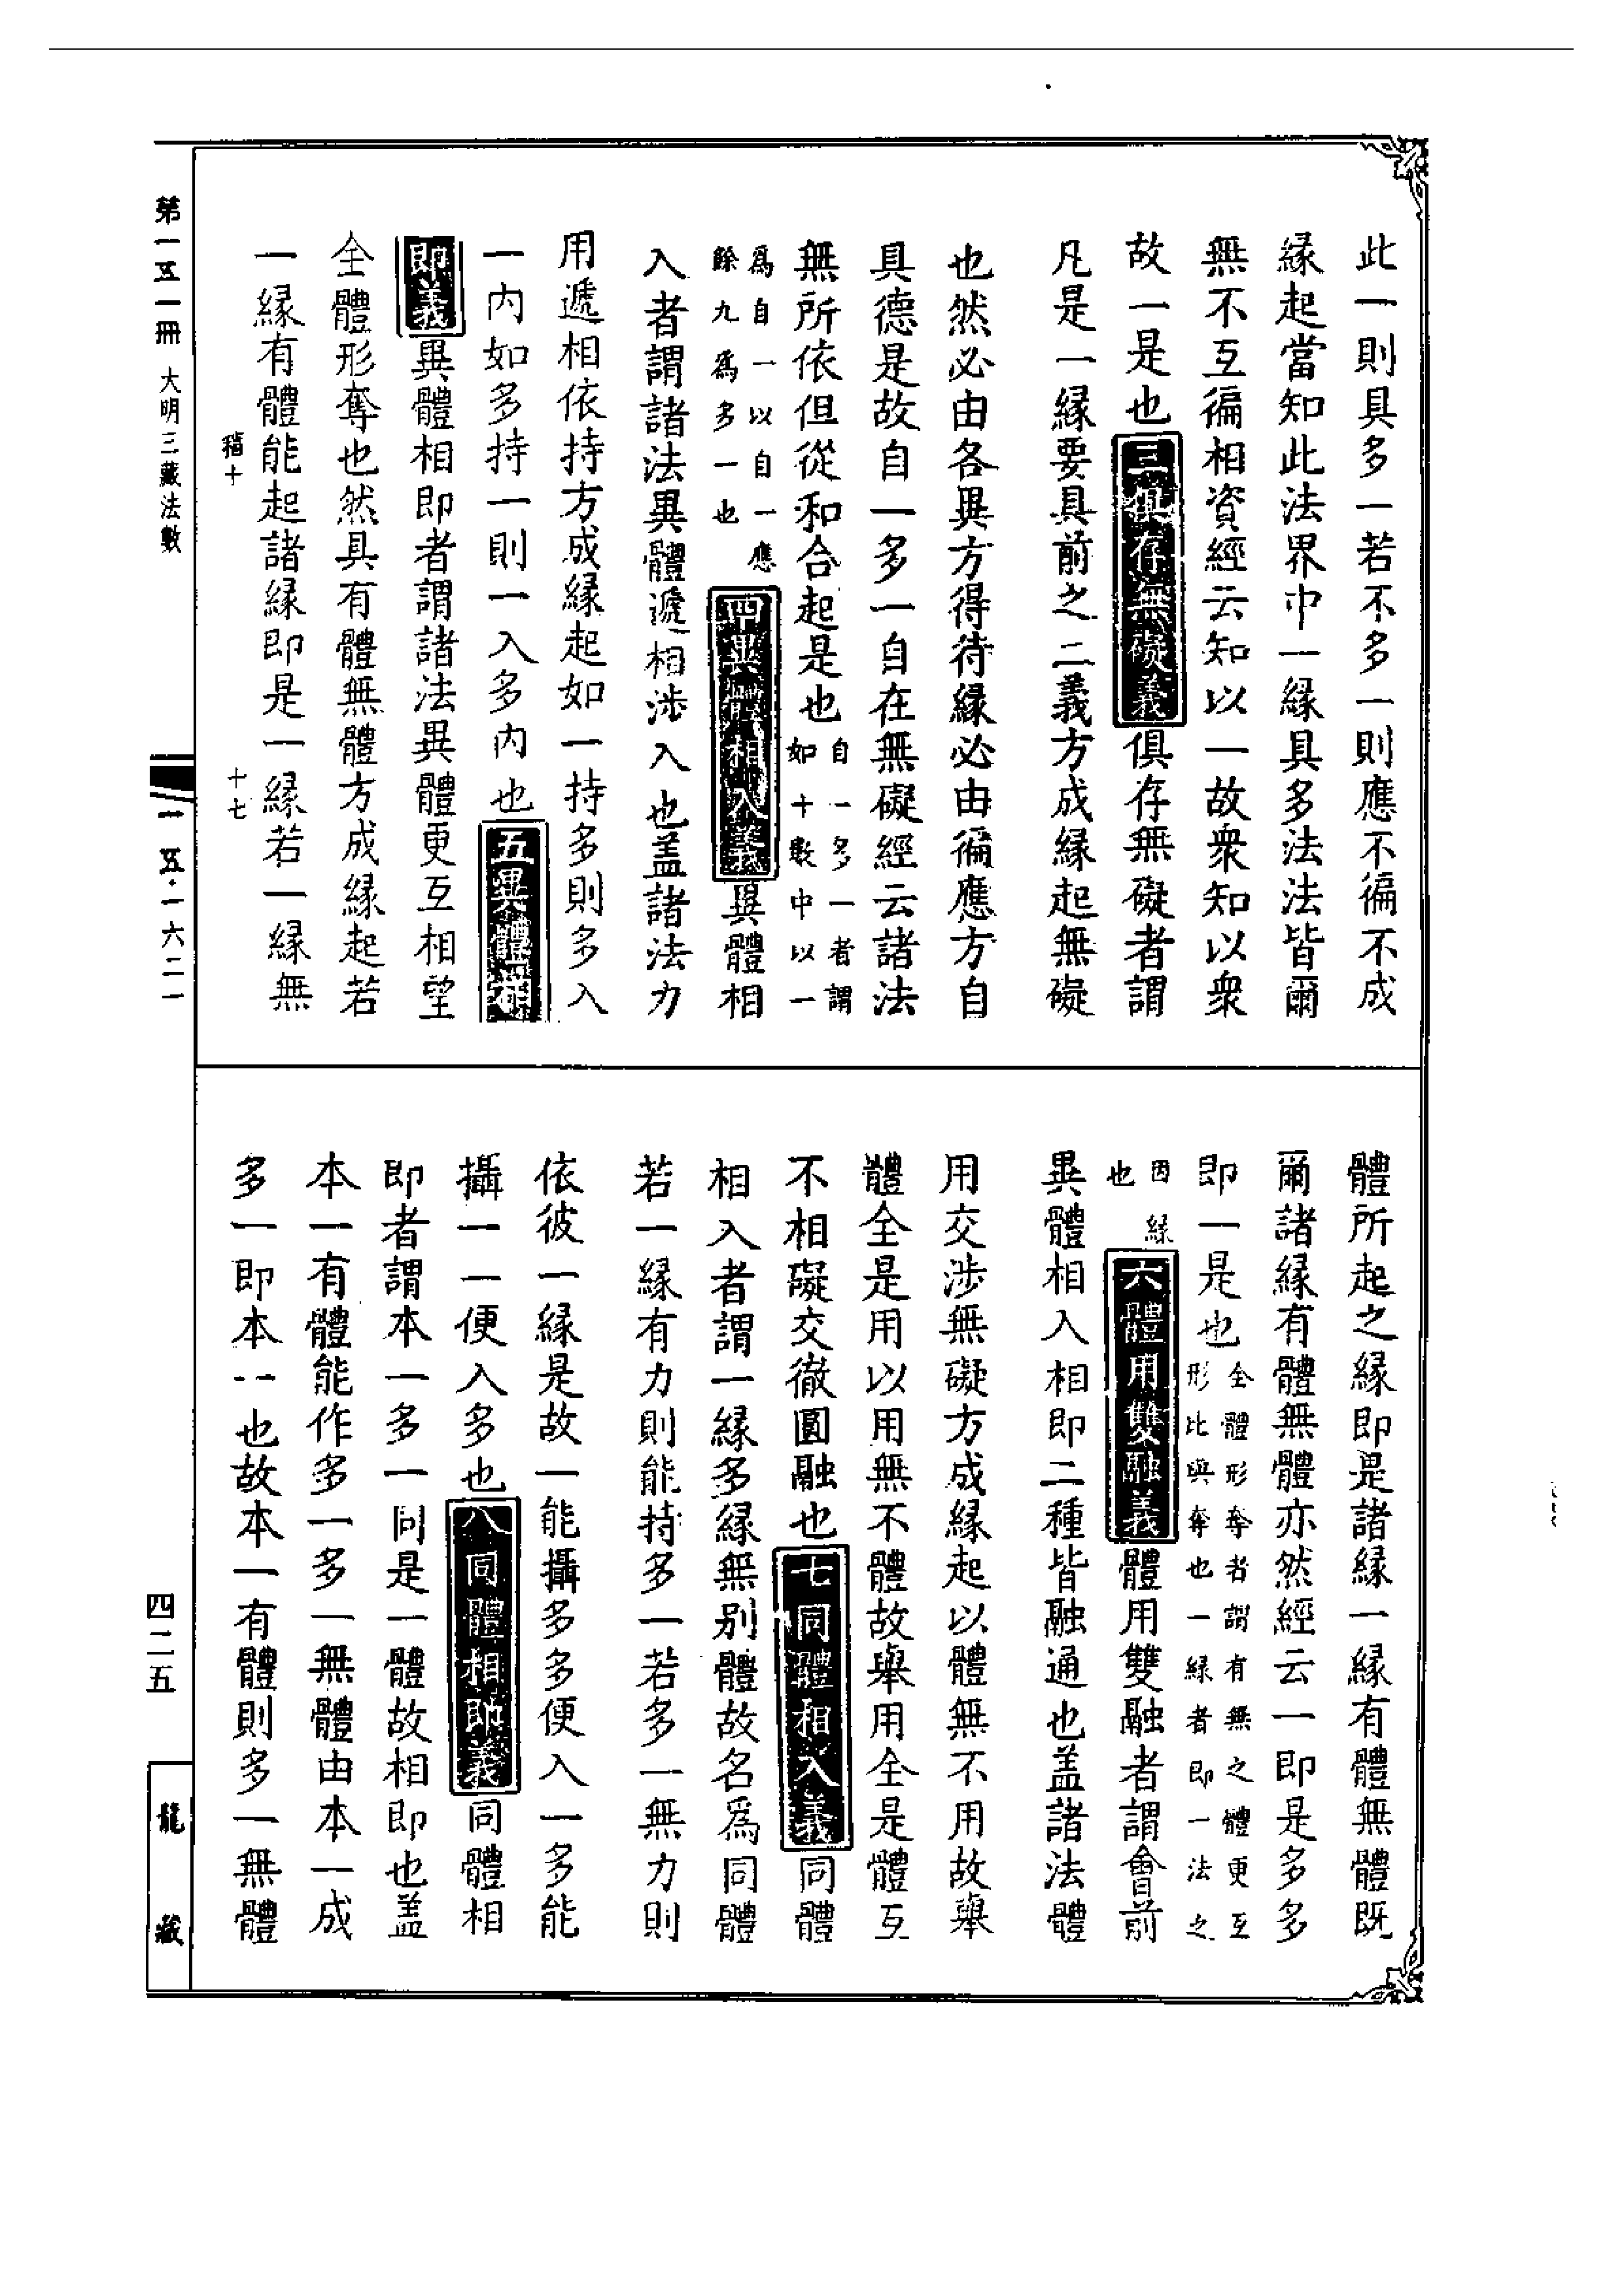 此一則具多一若不多一則應不徧不成
緣起當知此法界中一緣具多法法皆爾
無不互徧相資經云知以一故衆知以衆
故一是也三俱存無礙義俱存無礙者謂
凡是一緣要具前之二義方成緣起無礙
也然必由各異方得待緣必由徧應方自
具德是故自一多一自在無礙經云諸法
無所依但從和合起是也自一多一者謂
如十數中以一
爲自一以自一應
餘九爲多一也四異體相入義異體相
入者謂諸法異體遞相涉入也蓋諸法力
用遞相依持方成緣起如一持多則多入
一內如多持一則一入多內也五異體相
即義異體相即者謂諸法異體更互相望
全體形奪也然具有體無體方成緣起若
一緣有體能起諸緣即是一緣若一緣無
體所起之緣即是諸緣一緣有體無體既
爾諸緣有體無體亦然經云一即是多多
即一是也全體形奪者謂有無之體更互
形比與奪也一緣者即一法之
因緣
也六體用雙融義體用雙融者謂會前
異體相入相即二種皆融通也蓋諸法體
用交涉無礙方成緣起以體無不用故舉
體全是用以用無不體故舉用全是體互
不相礙交徹圓融也七同體相入義同體
相入者謂一緣多緣無別體故名爲同體
若一緣有力則能持多一若多一無力則
依彼一緣是故一能攝多多便入一多能
攝一一便入多也八同體相即義同體相
即者謂本一多一同是一體故相即也蓋
本一有體能作多一多一無體由本一成
多一即本一也故本一有體則多一無體
稽十
十七
第一五一冊 大明三藏法數
一五·一六二一
四二五
龍藏